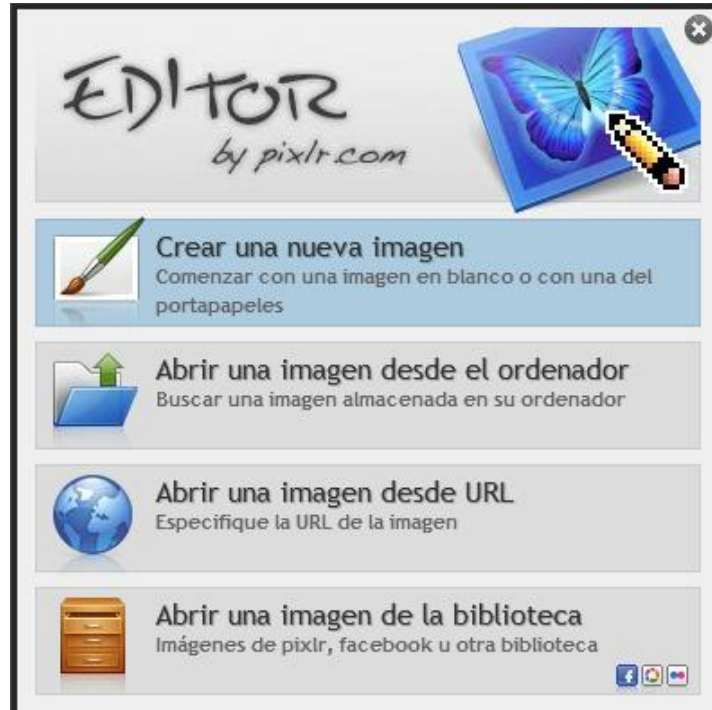 EDITOR
by pixlr.com
Crear una nueva imagen
Comenzar con una imagen en blanco o con una del
portapapeles
Abrir una imagen desde el ordenador
Buscar una imagen almacenada en su ordenador
Abrir una imagen desde URL
Especifique la URL de la imagen
Abrir una imagen de la biblioteca
Imágenes de pixlr, facebook u otra biblioteca
f